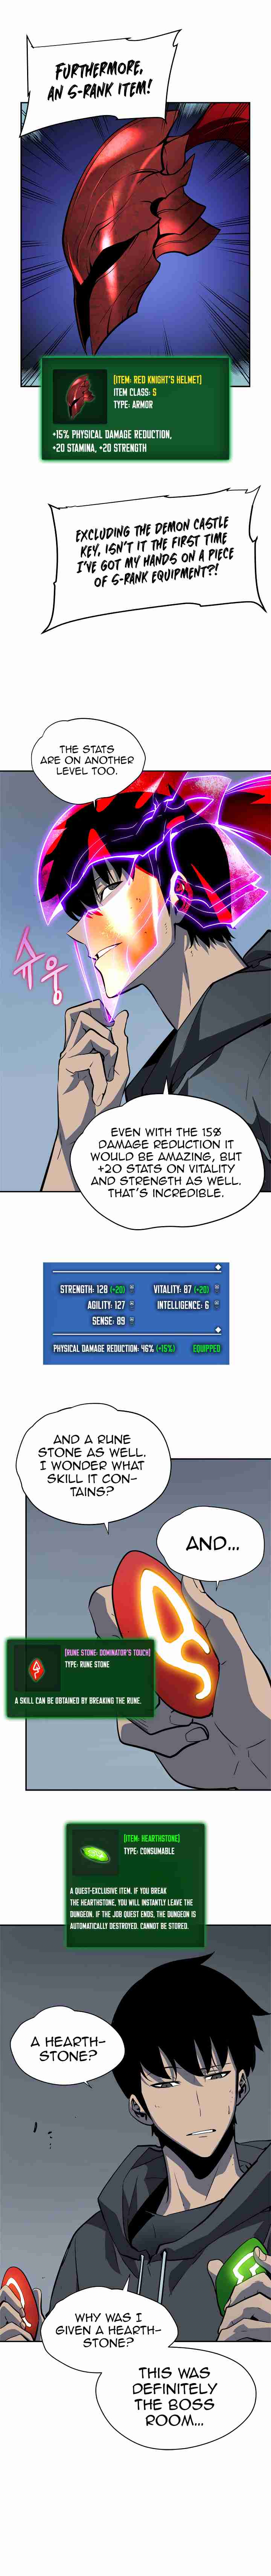 FURTHERMORE,
AN S-RANK ITEM!
[ITEM: RED KNIGHT'S HELMET]
ITEM CLASS: S
TYPE: ARMOR
+15% PHYSICAL DAMAGE REDUCTION,
+20 STAMINA, +20 STRENGTH
EXCLUDING THE DEMON CASTLE
KEY, ISN'T IT THE FIRST TIME
I'VE GOT MY HANDS ON A PIECE
OF S-RANK EQUIPMENT?!
THE STATS
ARE ON ANOTHER
LEVEL TOO.
슈웅
EVEN WITH THE 15%
DAMAGE REDUCTION IT
WOULD BE AMAZING, BUT
+20 STATS ON VITALITY
AND STRENGTH AS WELL.
THAT'S INCREDIBLE.
STRENGTH: 128 (+20) VITALITY: 87 (+20)
AGILITY: 127 INTELLIGENCE: 6
SENSE: 89
PHYSICAL DAMAGE REDUCTION: 46% (+15%) EQUIPPED
AND A RUNE
STONE AS WELL.
I WONDER WHAT
SKILL IT CON-
TAINS?
AND...
[RUNE STONE: DOMINATOR'S TOUCH]
TYPE: RUNE STONE
A SKILL CAN BE OBTAINED BY BREAKING THE RUNE.
[ITEM: HEARTHSTONE]
TYPE: CONSUMABLE
A QUEST-EXCLUSIVE ITEM. IF YOU BREAK
THE HEARTHSTONE, YOU WILL INSTANTLY LEAVE THE
DUNGEON. IF THE JOB QUEST ENDS, THE DUNGEON IS
AUTOMATICALLY DESTROYED. CANNOT BE STORED.
A HEARTH-
STONE?
WHY WAS I
GIVEN A HEARTH-
STONE?
THIS WAS
DEFINITELY
THE BOSS
ROOM...